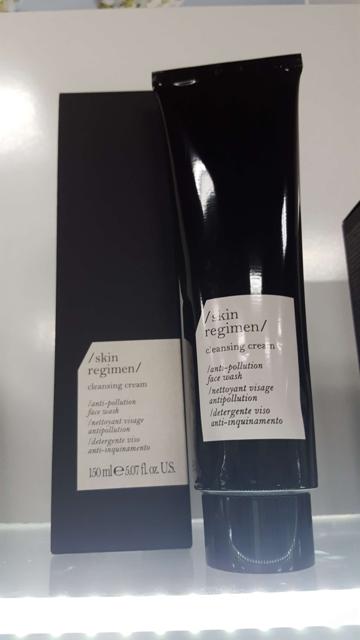 /skin
regimen/
cleansing cream
/anti-pollution
face wash
/nettoyant visage
antipollution
/detergente viso
anti-inquinamento
150 ml e 5.07 fl. oz. U.S.
/skin
regimen/
cleansing cream
/anti-pollution
face wash
/nettoyant visage
antipollution
/detergente viso
anti-inquinamento